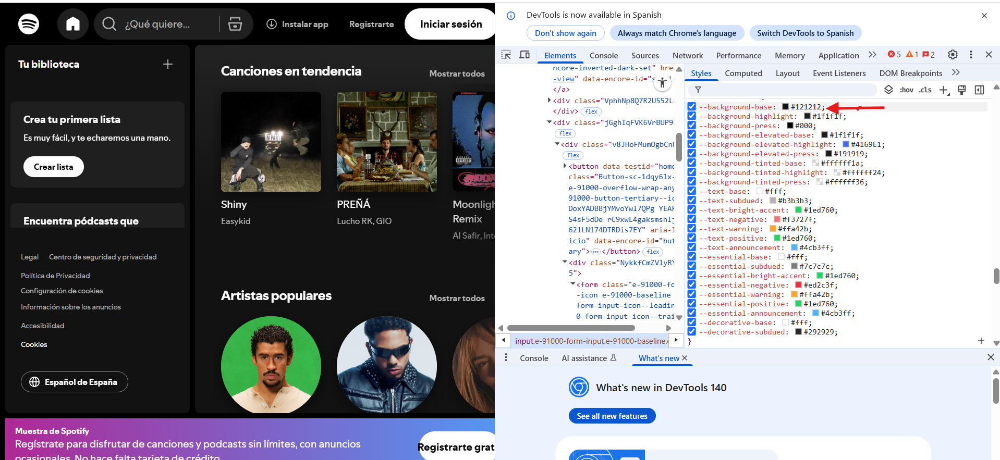 ¿Qué quiere...
Instalar app
Registrarte
Iniciar sesión
Tu biblioteca
Crea tu primera lista
Es muy fácil, y te echaremos una mano.
Crear lista
Encuentra pódcasts que
Legal Centro de seguridad y privacidad
Política de Privacidad
Configuración de cookies
Información sobre los anuncios
Accesibilidad
Cookies
Español de España
Canciones en tendencia
Mostrar todos
Shiny
Easykid
PREÑÁ
Lucho RK, GIO
Moonligh
Remix
Al Safir, Inte
Artistas populares
Mostrar todos
Muestra de Spotify
Regístrate para disfrutar de canciones y podcasts sin límites, con anuncios
ocasionales. No hace falta tarjeta de crédito
Registrarte grat
DevTools is now available in Spanish
Don't show again
Always match Chrome's language
Switch DevTools to Spanish
Elements Console Sources Network Performance Memory Application 5 1 2
ncore-inverted-dark-set" hre
-view" data-encore-id="
</a>
<div class="VphhNp8Q7R2U552L
</div> flex
<div class="jGghIqFVK6VrBUP9
flex
<div class="v8JHoFMumOgbCn8
flex
<button data-testid="home
class="Button-sc-1dqy6lx-
e-91000-overflow-wrap-any
91000-button-tertiary--ic
DoxYADBBjYMvoYwl7QPg YEAF
S4sF5dDe rC9xwL4gaksmshIj
621LN174DTRDis7EY" aria-l
icio" data-encore-id="but
ary"> ••• </button> flex
<div class="NykkfCmZVlyRY
5">
<form class="e-91000-fo
-icon e-91000-baseline
form-input-icon--leadin
0-form-input-icon--trai
input.e-91000-form-input.e-91000-baseline.e
Styles Computed Layout Event Listeners DOM Breakpoints
:hov .cls
--background-base: #121212;
--background-highlight: #1f1f1f;
--background-press: #000;
--background-elevated-base: #1f1f1f;
--background-elevated-highlight: #4169E1;
--background-elevated-press: #191919;
--background-tinted-base: #ffffff1a;
--background-tinted-highlight: #ffffff24;
--background-tinted-press: #ffffff36;
--text-base: #fff;
--text-subdued: #b3b3b3;
--text-bright-accent: #1ed760;
--text-negative: #f3727f;
--text-warning: #ffa42b;
--text-positive: #1ed760;
--text-announcement: #4cb3ff;
--essential-base: #fff;
--essential-subdued: #7c7c7c;
--essential-bright-accent: #1ed760;
--essential-negative: #ed2c3f;
--essential-warning: #ffa42b;
--essential-positive: #1ed760;
--essential-announcement: #4cb3ff;
--decorative-base: #fff;
--decorative-subdued: #292929;
}
Console AI assistance What's new
What's new in DevTools 140
See all new features